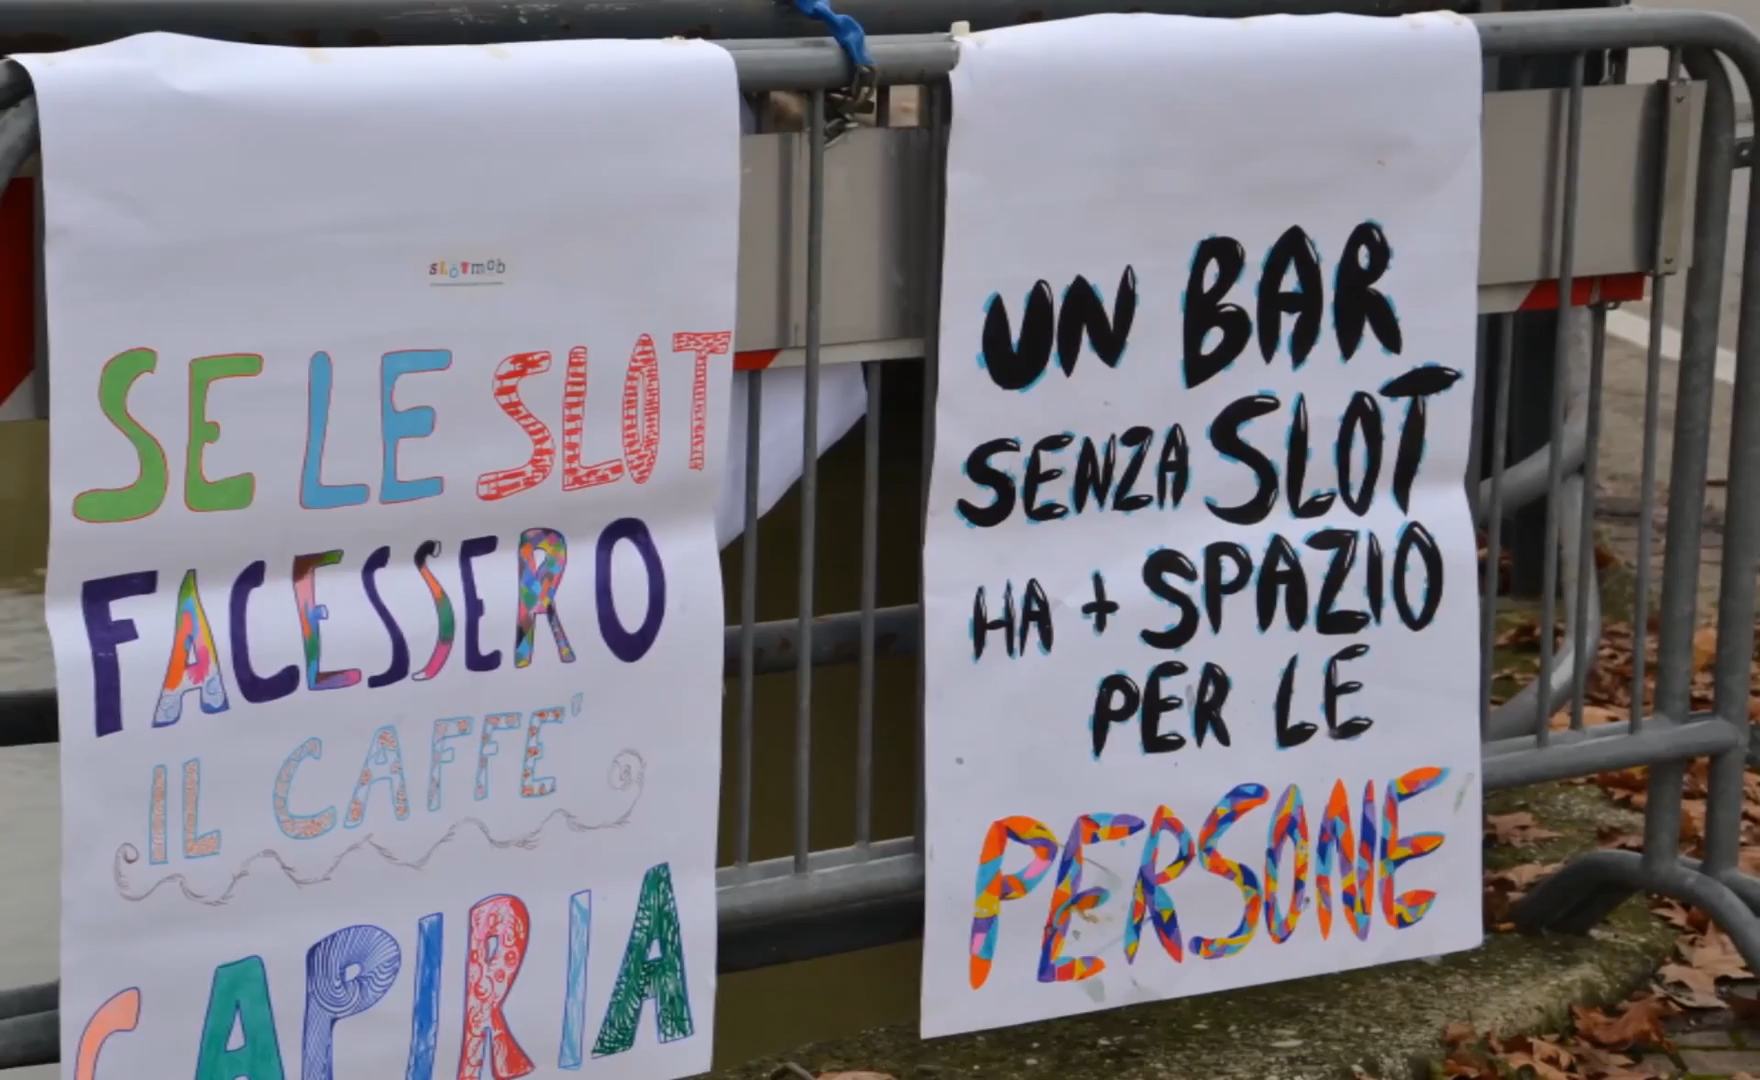 slotmob
SE LE SLOT
FACESSERO
IL CAFFE'
CAPIRIA
UN BAR
SENZA SLOT
HA + SPAZIO
PER LE
PERSONE